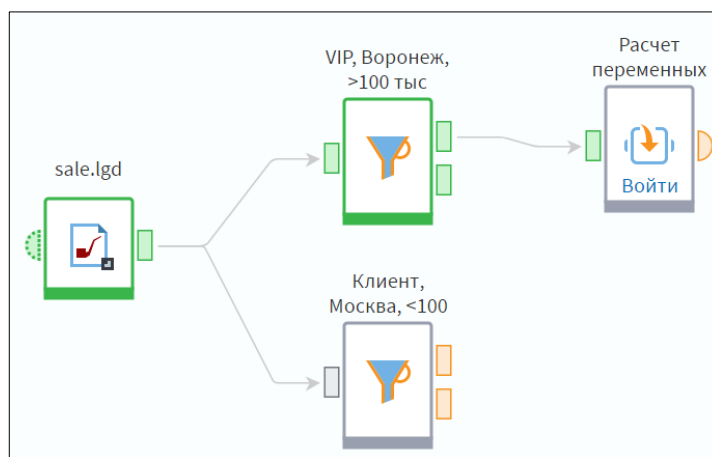 sale.lgd
VIP, Воронеж,
>100 тыс
Расчет
переменных
Войти
Клиент,
Москва, <100